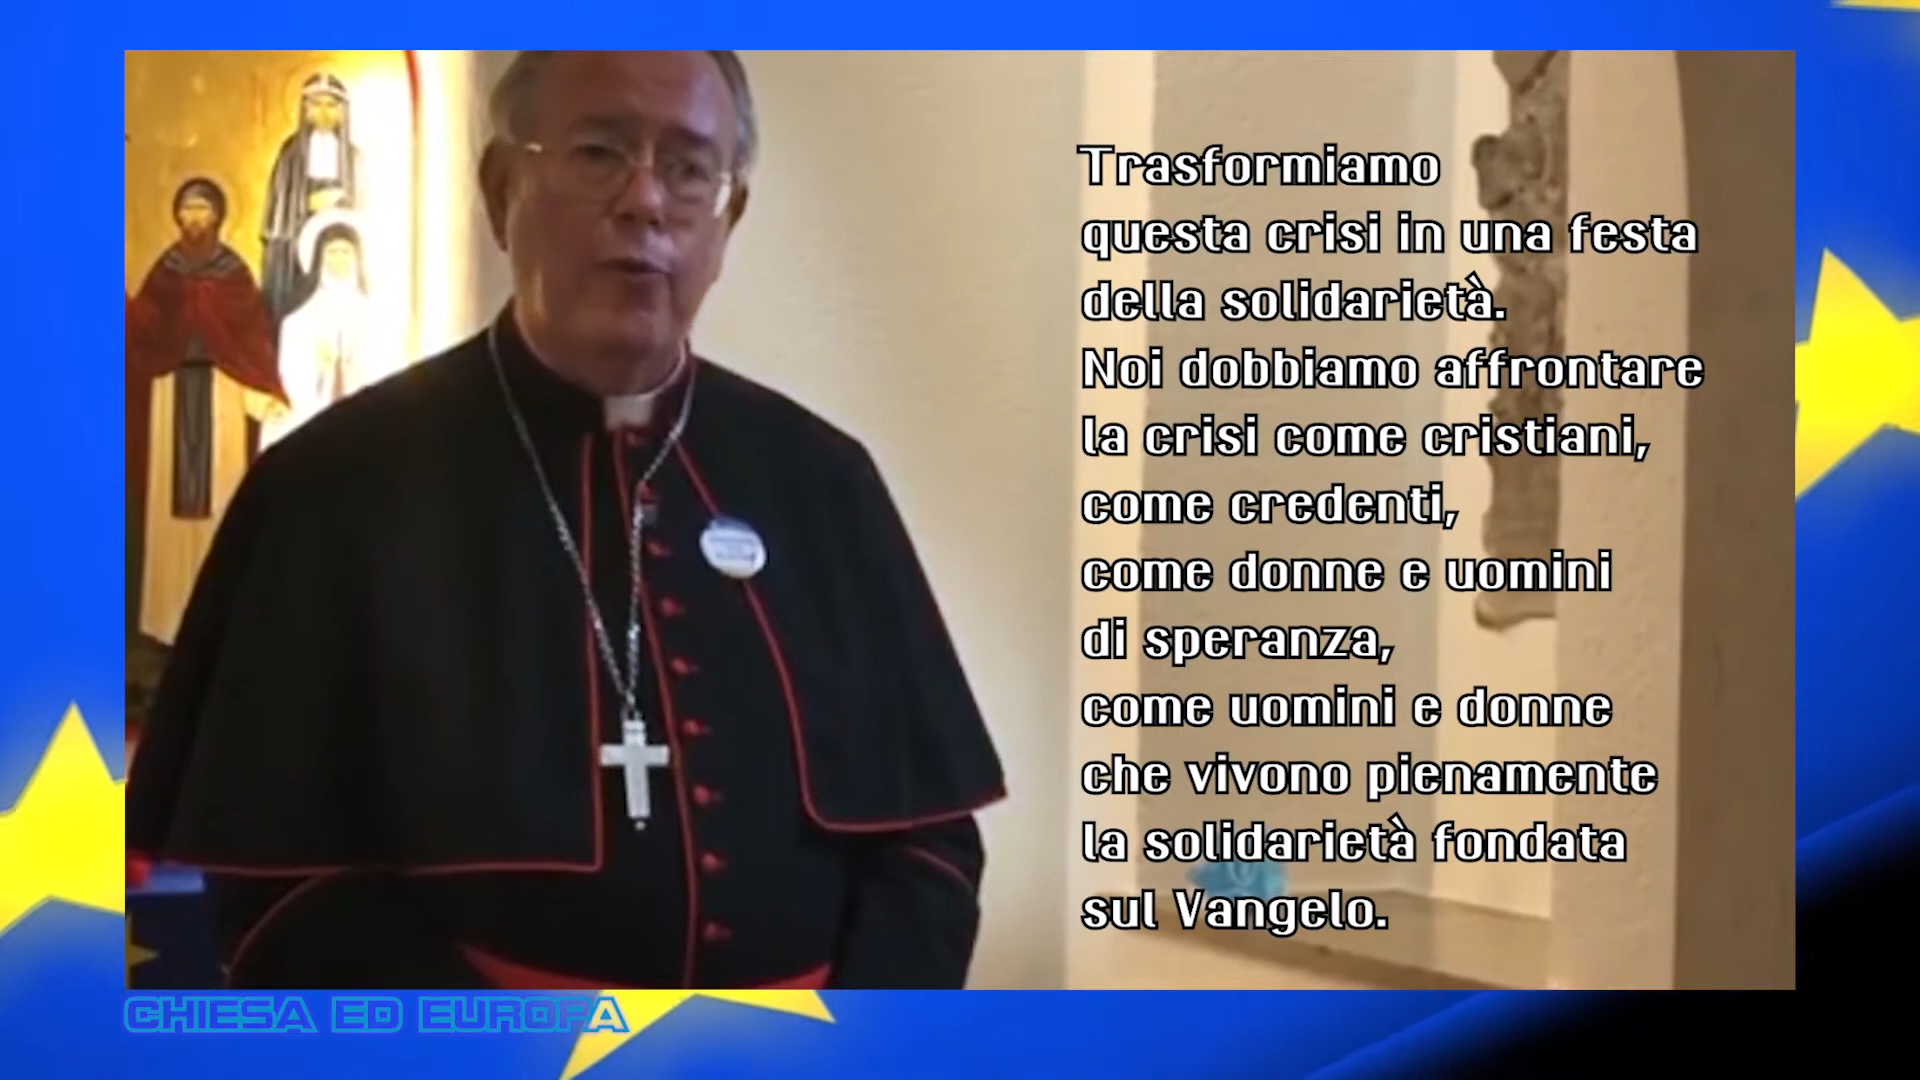 Trasformiamo
questa crisi in una festa
della solidarietà.
Noi dobbiamo affrontare
la crisi come cristiani,
come credenti,
come donne e uomini
di speranza,
come uomini e donne
che vivono pienamente
la solidarietà fondata
sul Vangelo.
CHIESA ED EUROPA